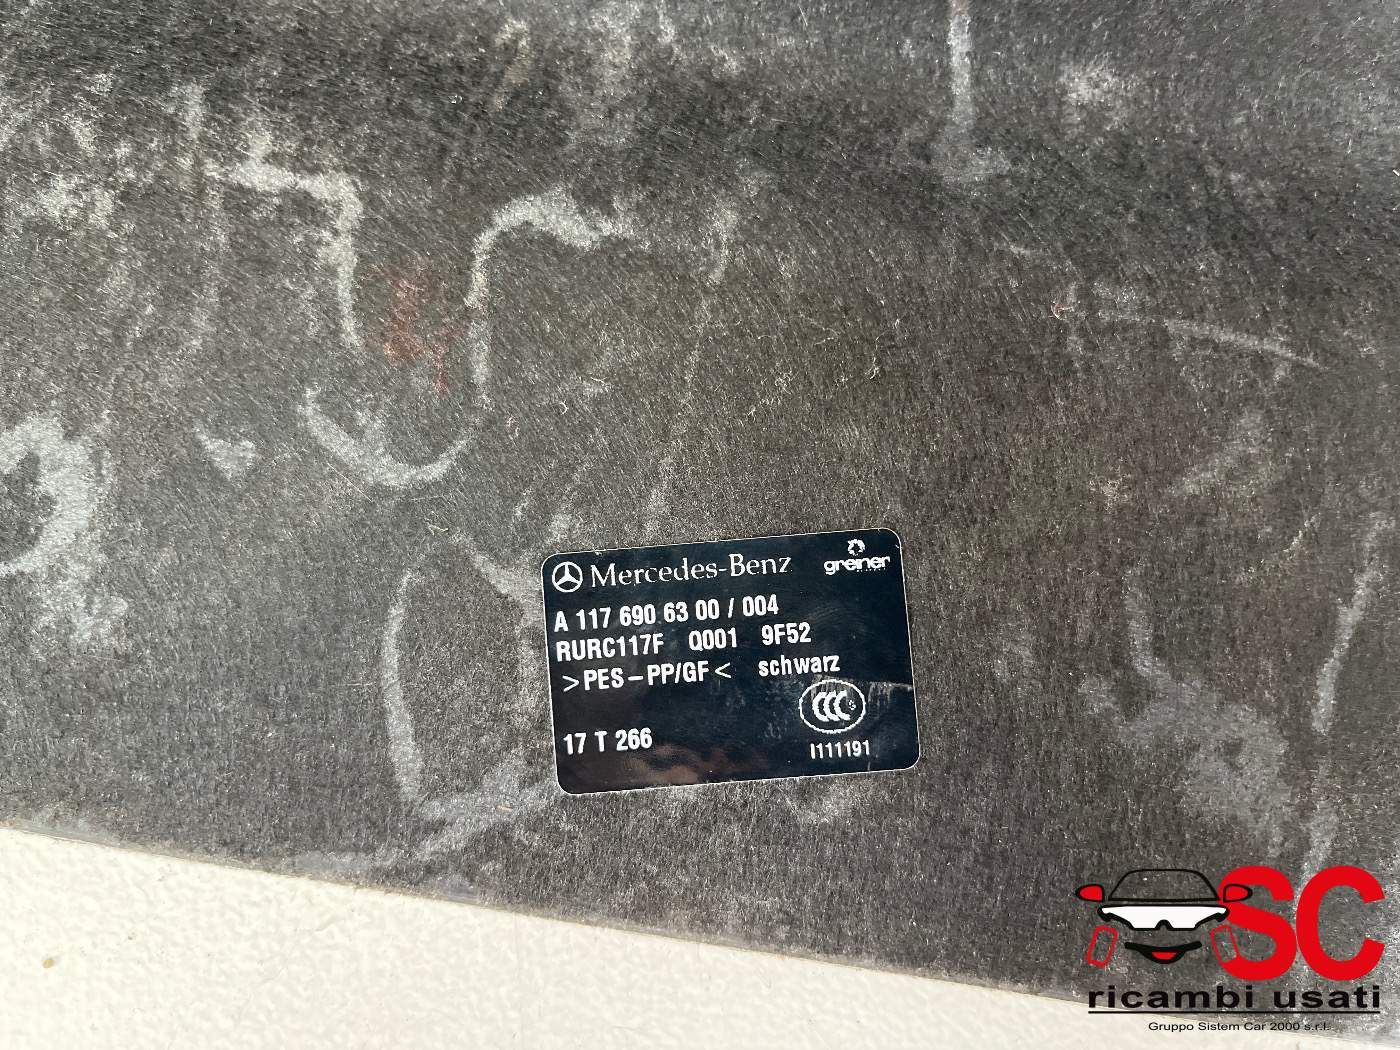 Mercedes-Benz greiner
A 117 690 63 00 / 004
RURC117F Q001 9F52
>PES-PP/GF< schwarz
CCC S
17 T 266
I111191
SC
ricambi usati
Gruppo Sistem Car 2000 s.r.l.